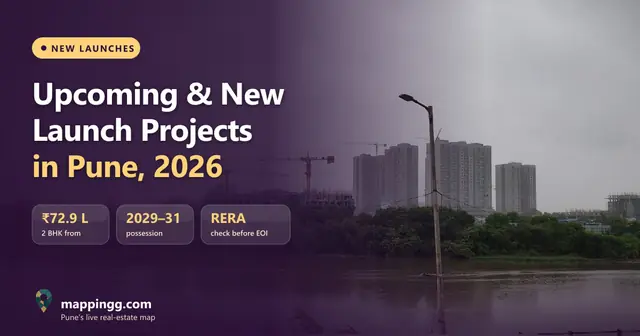 NEW LAUNCHES
Upcoming & New
Launch Projects
in Pune, 2026
₹72.9 L
2 BHK from
2029–31
possession
RERA
check before EOI
mappingg.com
Pune's live real-estate map